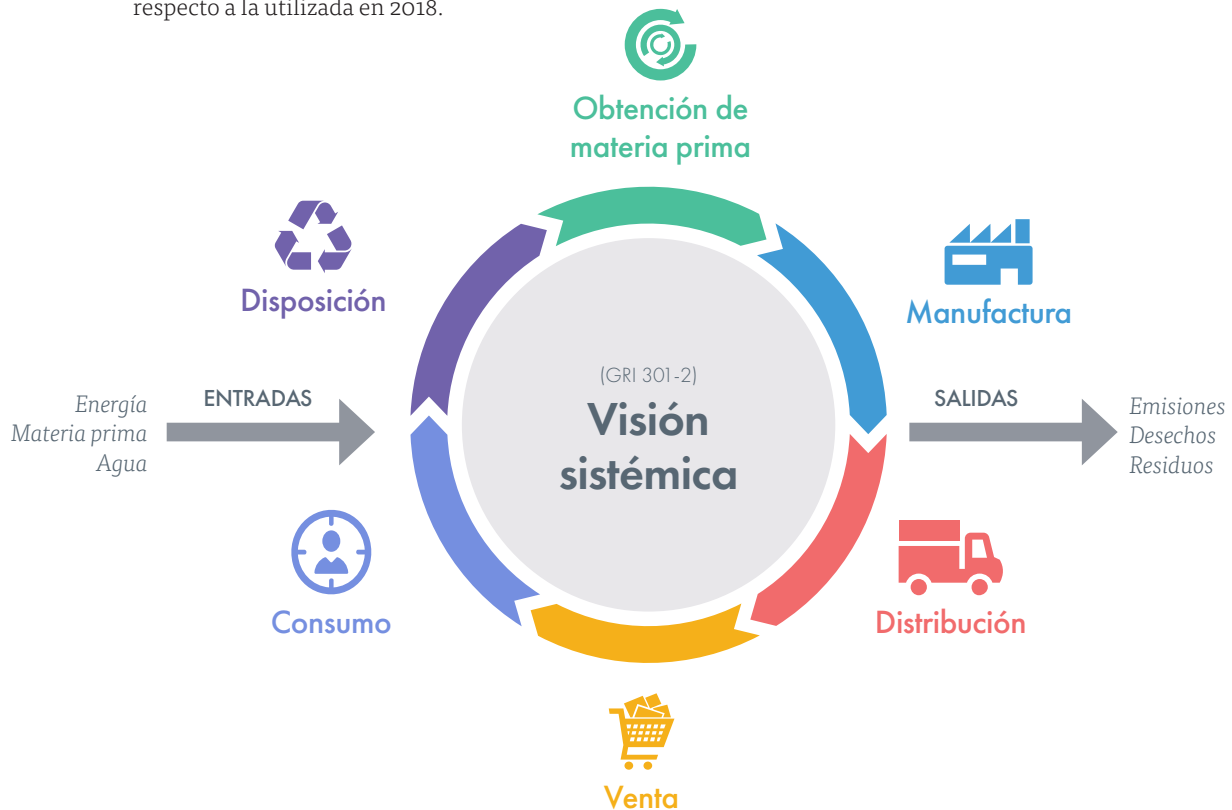 respecto a la utilizada en 2018.
Obtención de
materia prima
Disposición
Manufactura
(GRI 301-2)
Visión
sistémica
ENTRADAS
Energía
Materia prima
Agua
SALIDAS
Emisiones
Desechos
Residuos
Consumo
Distribución
Venta